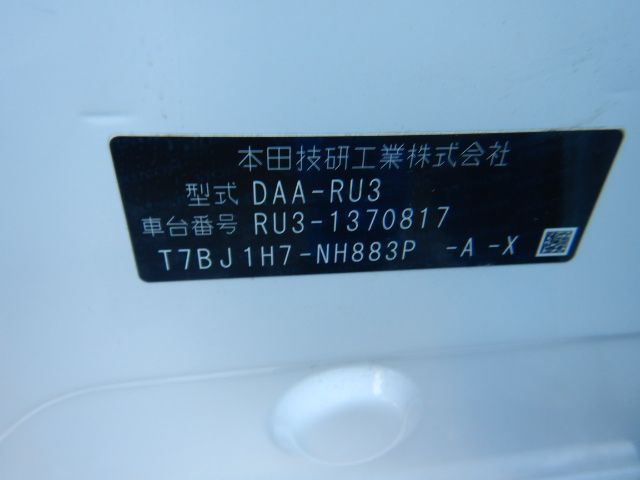 本田技研工業株式会社
型式 DAA-RU3
車台番号 RU3-1370817
T7BJ1H7-NH883P -A -X